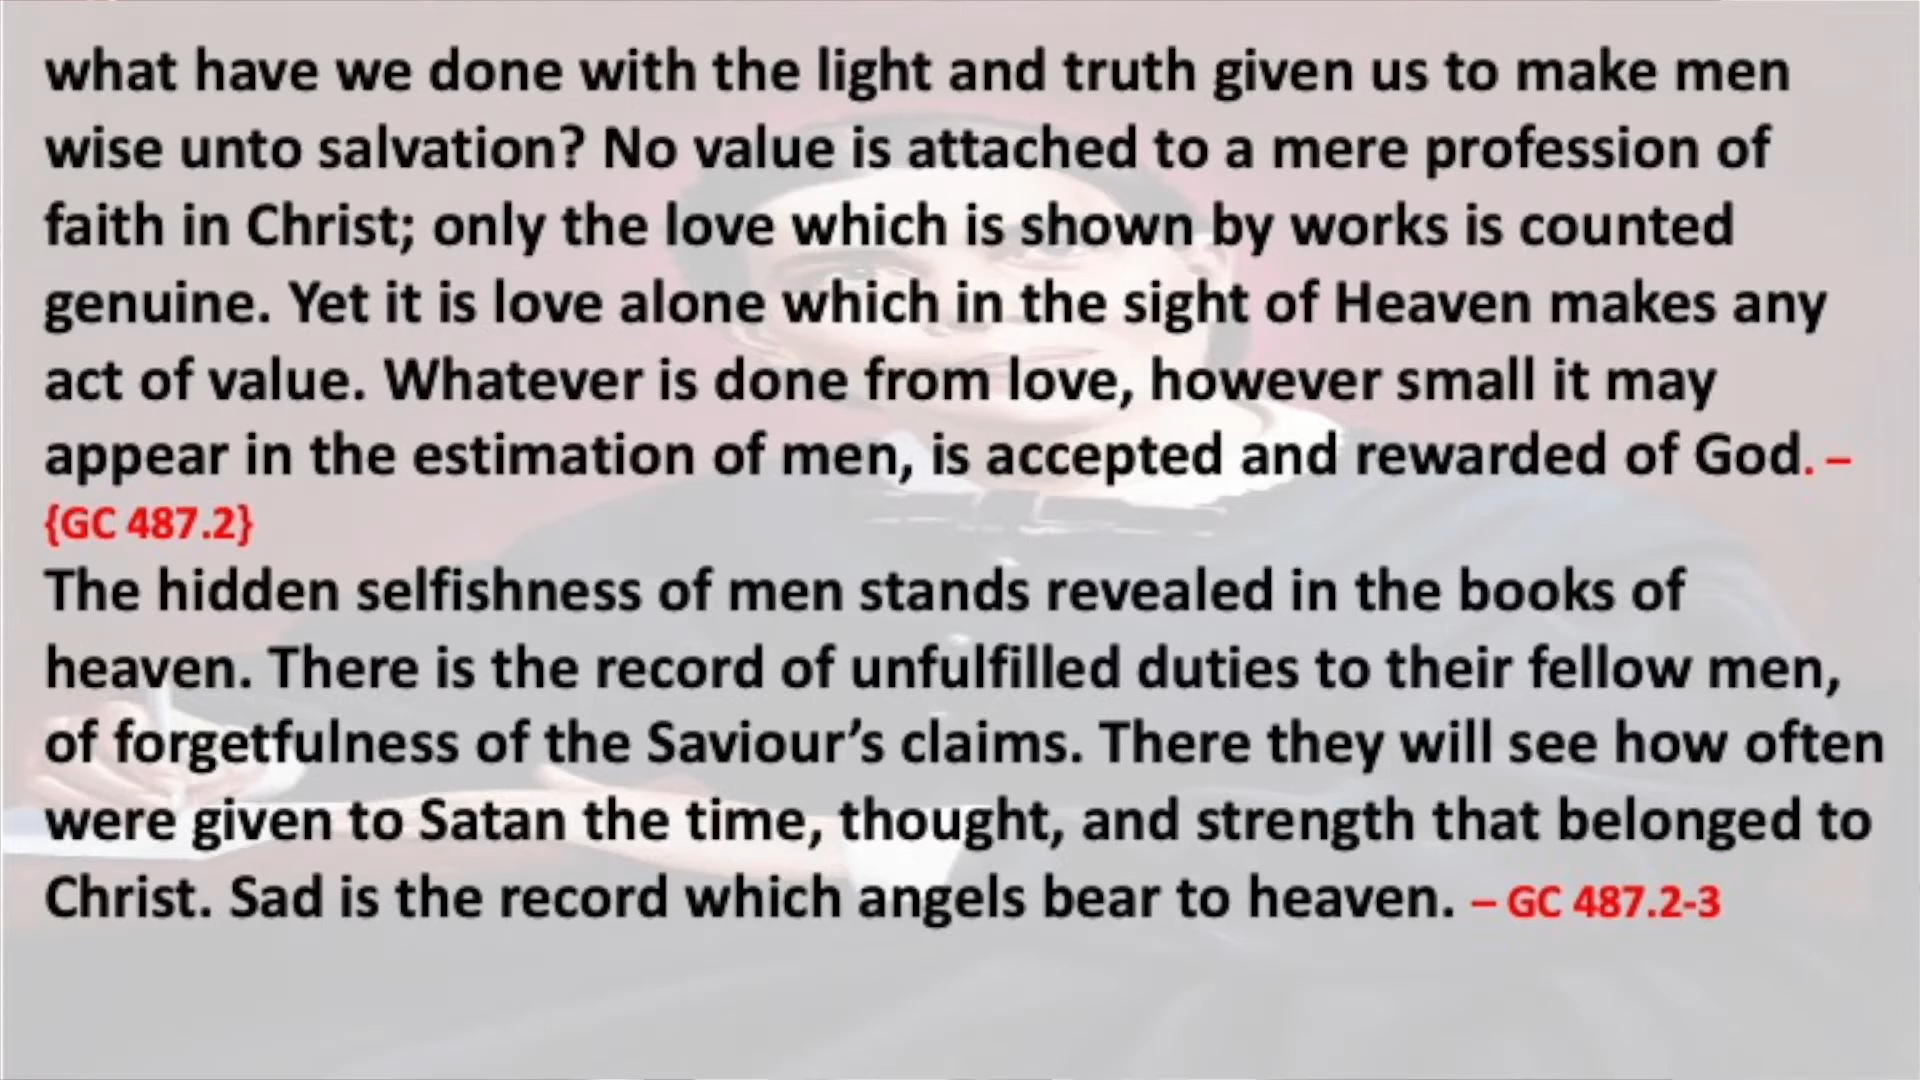 what have we done with the light and truth given us to make men
wise unto salvation? No value is attached to a mere profession of
faith in Christ; only the love which is shown by works is counted
genuine. Yet it is love alone which in the sight of Heaven makes any
act of value. Whatever is done from love, however small it may
appear in the estimation of men, is accepted and rewarded of God. –
{GC 487.2}
The hidden selfishness of men stands revealed in the books of
heaven. There is the record of unfulfilled duties to their fellow men,
of forgetfulness of the Saviour’s claims. There they will see how often
were given to Satan the time, thought, and strength that belonged to
Christ. Sad is the record which angels bear to heaven. – GC 487.2-3